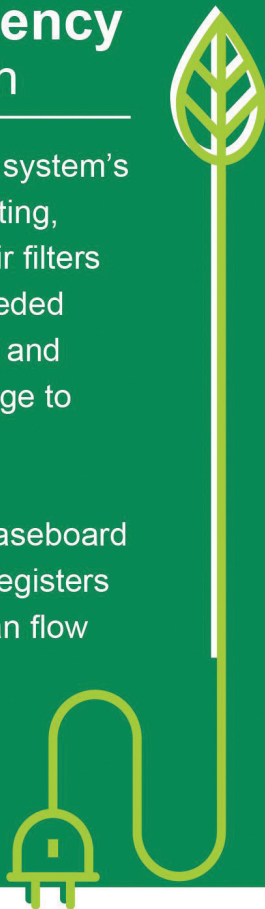 ency
n
system’s
ting,
ir filters
eded
and
ge to
aseboard
egisters
an flow